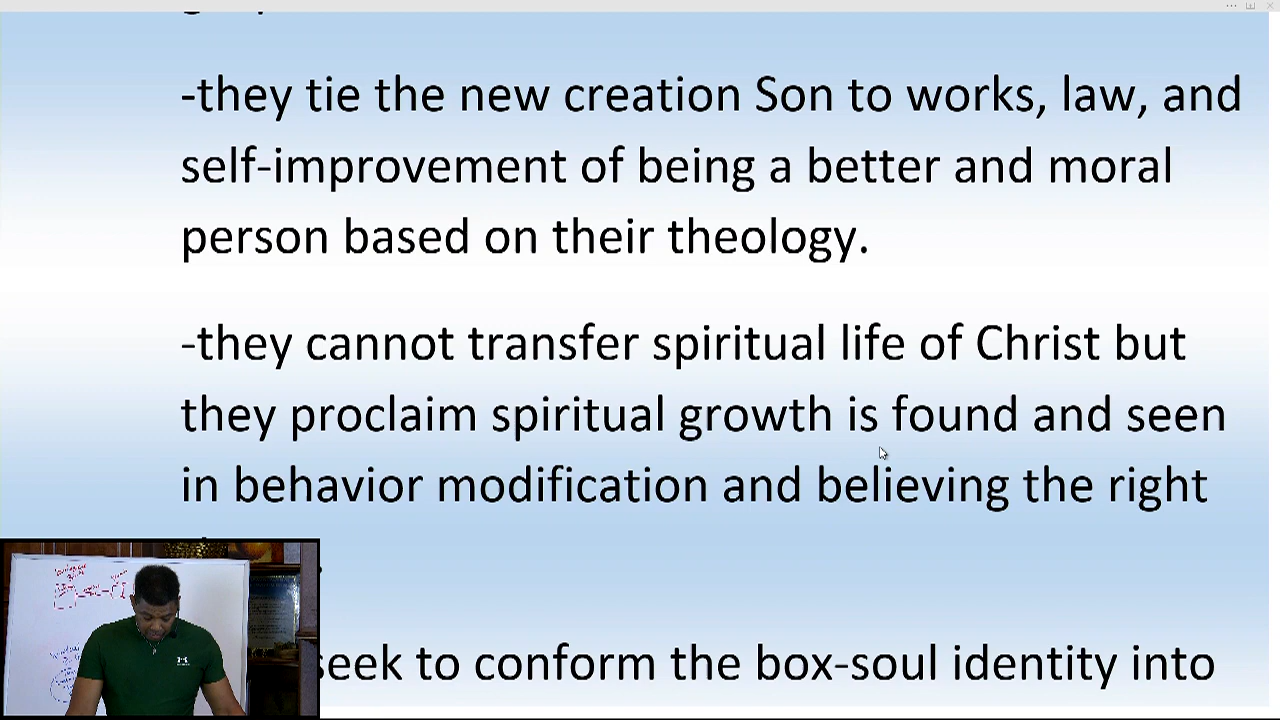 -they tie the new creation Son to works, law, and
self-improvement of being a better and moral
person based on their theology.
-they cannot transfer spiritual life of Christ but
they proclaim spiritual growth is found and seen
in behavior modification and believing the right
seek to conform the box-soul identity into